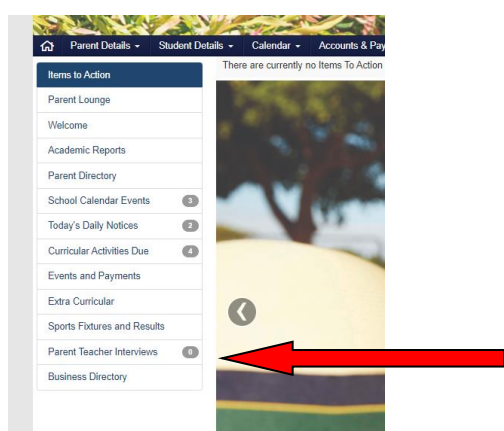 Parent Details Student Details Calendar Accounts & Pay
Items to Action
There are currently no Items To Action
Parent Lounge
Welcome
Academic Reports
Parent Directory
School Calendar Events 3
Today's Daily Notices 2
Curricular Activities Due 4
Events and Payments
Extra Curricular
Sports Fixtures and Results
Parent Teacher Interviews 0
Business Directory